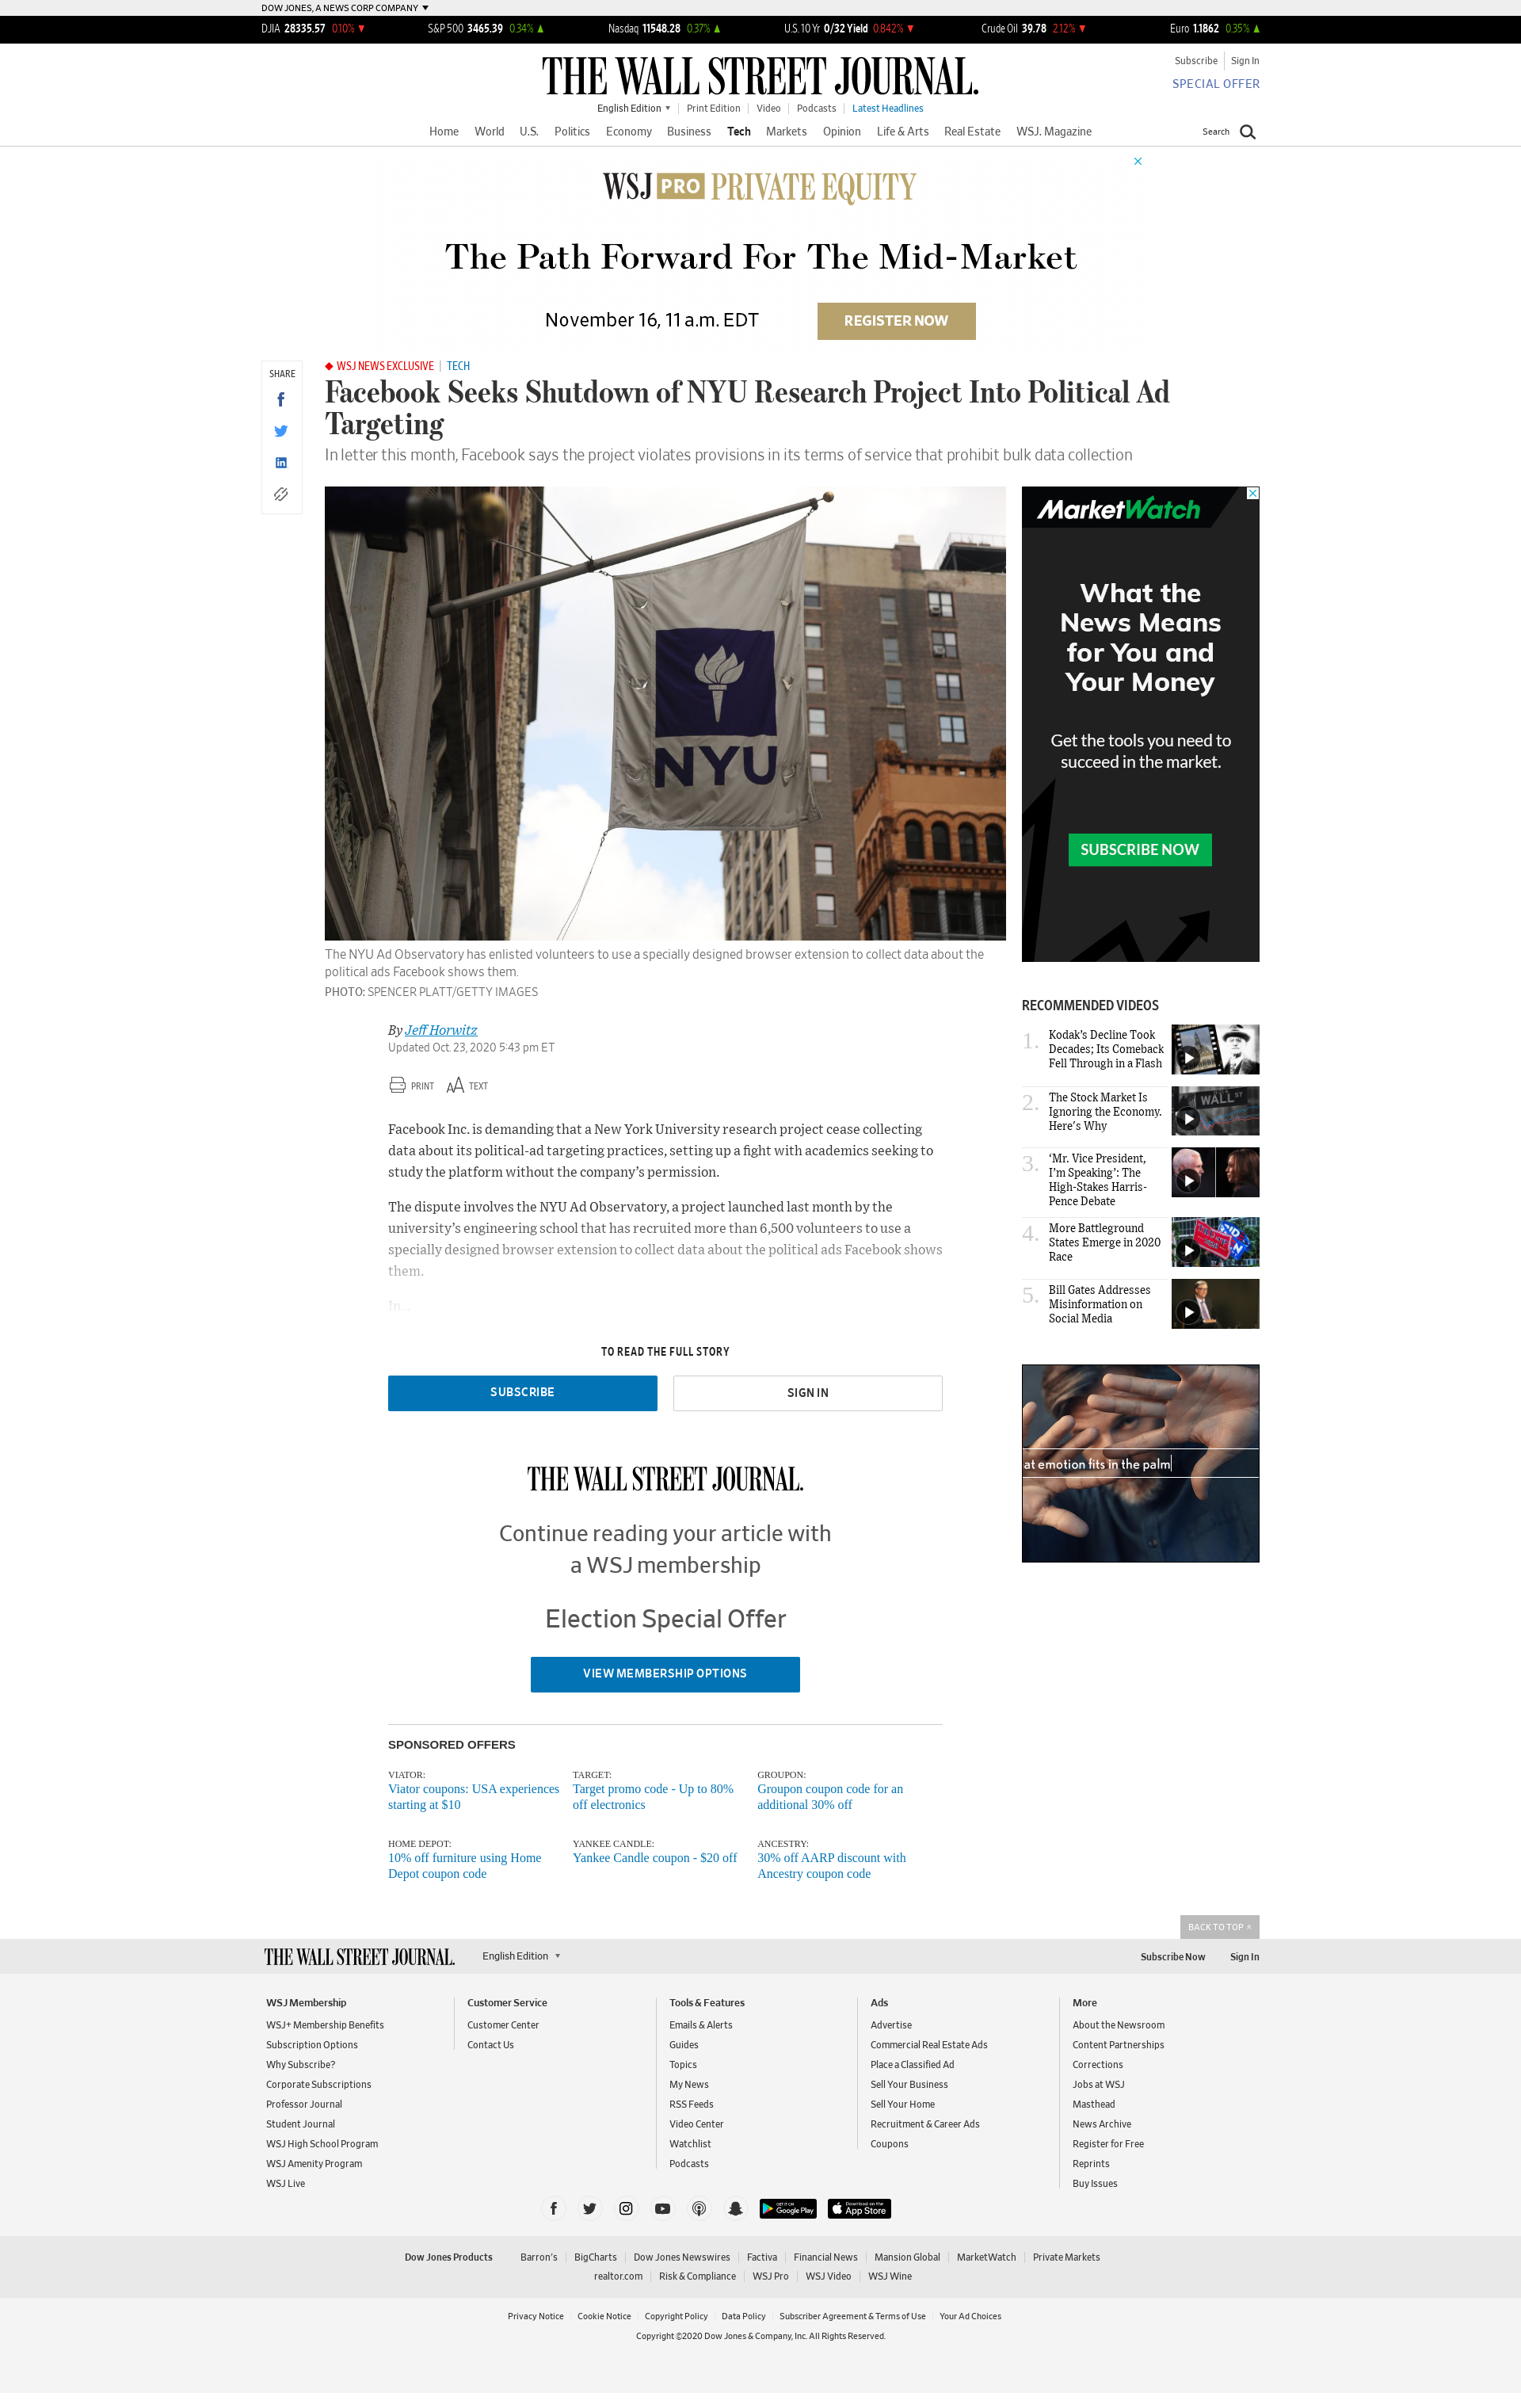 DOW JONES, A NEWS CORP COMPANY
DJIA 28335.57 0.10% S&P 500 3465.39 0.34% Nasdaq 11548.28 0.37% U.S. 10 Yr 0/32 Yield 0.842% Crude Oil 39.78 2.12% Euro 1.1862 0.35%
Subscribe Sign In
THE WALL STREET JOURNAL.
SPECIAL OFFER
English Edition Print Edition Video Podcasts Latest Headlines
Home World U.S. Politics Economy Business Tech Markets Opinion Life & Arts Real Estate WSJ. Magazine Search
WSJ PRO PRIVATE EQUITY
The Path Forward For The Mid-Market
November 16, 11 a.m. EDT REGISTER NOW
SHARE
WSJ NEWS EXCLUSIVE | TECH
Facebook Seeks Shutdown of NYU Research Project Into Political Ad
Targeting
In letter this month, Facebook says the project violates provisions in its terms of service that prohibit bulk data collection
NYU
The NYU Ad Observatory has enlisted volunteers to use a specially designed browser extension to collect data about the
political ads Facebook shows them.
PHOTO: SPENCER PLATT/GETTY IMAGES
By Jeff Horwitz
Updated Oct. 23, 2020 5:43 pm ET
PRINT AA TEXT
Facebook Inc. is demanding that a New York University research project cease collecting
data about its political-ad targeting practices, setting up a fight with academics seeking to
study the platform without the company's permission.
The dispute involves the NYU Ad Observatory, a project launched last month by the
university's engineering school that has recruited more than 6,500 volunteers to use a
specially designed browser extension to collect data about the political ads Facebook shows
them.
In...
TO READ THE FULL STORY
SUBSCRIBE SIGN IN
THE WALL STREET JOURNAL.
Continue reading your article with
a WSJ membership
Election Special Offer
VIEW MEMBERSHIP OPTIONS
MarketWatch
What the
News Means
for You and
Your Money
Get the tools you need to
succeed in the market.
SUBSCRIBE NOW
RECOMMENDED VIDEOS
1. Kodak's Decline Took
Decades; Its Comeback
Fell Through in a Flash
2. The Stock Market Is
Ignoring the Economy.
Here's Why
WALL ST
3. 'Mr. Vice President,
I'm Speaking': The
High-Stakes Harris-
Pence Debate
4. More Battleground
States Emerge in 2020
Race
5. Bill Gates Addresses
Misinformation on
Social Media
at emotion fits in the palm
SPONSORED OFFERS
VIATOR:
Viator coupons: USA experiences
starting at $10
TARGET:
Target promo code - Up to 80%
off electronics
GROUPON:
Groupon coupon code for an
additional 30% off
HOME DEPOT:
10% off furniture using Home
Depot coupon code
YANKEE CANDLE:
Yankee Candle coupon - $20 off
ANCESTRY:
30% off AARP discount with
Ancestry coupon code
BACK TO TOP
THE WALL STREET JOURNAL. English Edition Subscribe Now Sign In
WSJ Membership
WSJ+ Membership Benefits
Subscription Options
Why Subscribe?
Corporate Subscriptions
Professor Journal
Student Journal
WSJ High School Program
WSJ Amenity Program
WSJ Live
Customer Service
Customer Center
Contact Us
Tools & Features
Emails & Alerts
Guides
Topics
My News
RSS Feeds
Video Center
Watchlist
Podcasts
Ads
Advertise
Commercial Real Estate Ads
Place a Classified Ad
Sell Your Business
Sell Your Home
Recruitment & Career Ads
Coupons
More
About the Newsroom
Content Partnerships
Corrections
Jobs at WSJ
Masthead
News Archive
Register for Free
Reprints
Buy Issues
GET IT ON
Google Play
Download on the
App Store
Dow Jones Products Barron's BigCharts Dow Jones Newswires Factiva Financial News Mansion Global MarketWatch Private Markets
realtor.com Risk & Compliance WSJ Pro WSJ Video WSJ Wine
Privacy Notice Cookie Notice Copyright Policy Data Policy Subscriber Agreement & Terms of Use Your Ad Choices
Copyright ©2020 Dow Jones & Company, Inc. All Rights Reserved.